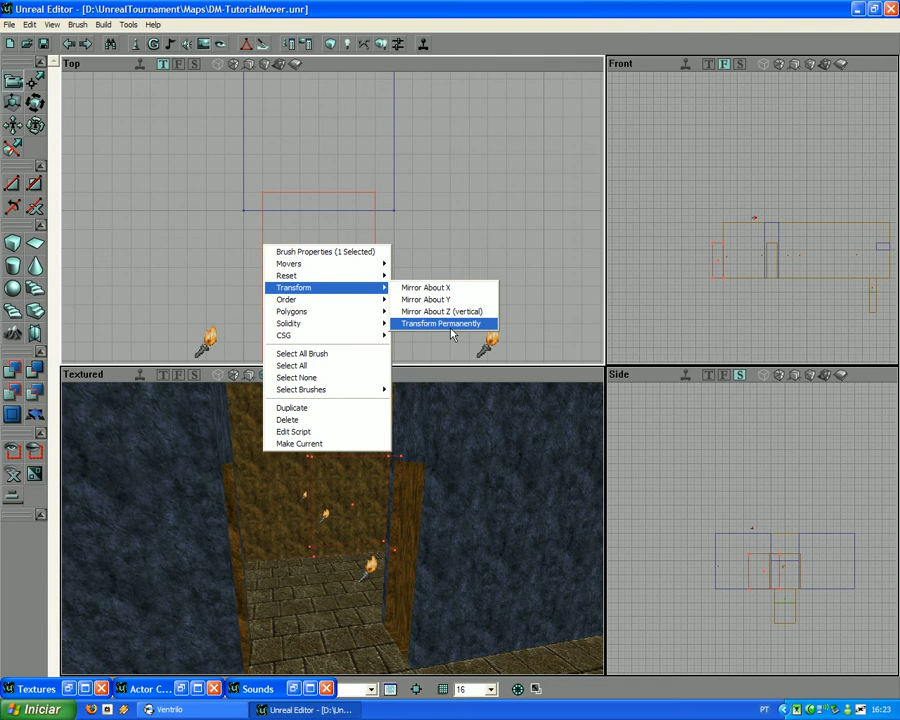 Unreal Editor - [D:\UnrealTournament\Maps\DM-TutorialMover.unr]
File Edit View Brush Build Tools Help
Top
T F S
Front
T F S
Brush Properties (1 Selected)
Movers
Reset
Transform
Order
Polygons
Solidity
CSG
Select All Brush
Select All
Select None
Select Brushes
Duplicate
Delete
Edit Script
Make Current
Mirror About X
Mirror About Y
Mirror About Z (vertical)
Transform Permanently
Textured
T F S
Side
T F S
Textures
Actor C...
Sounds
16
Iniciar
Ventrilo
Unreal Editor - [D:\Un...
PT
16:23